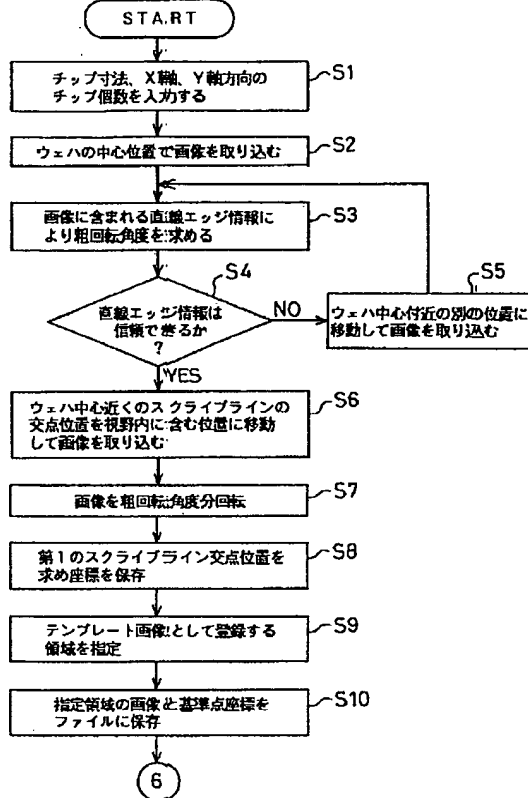 START
チップ寸法、X軸、Y軸方向の
チップ個数を入力する
S1
ウェハの中心位置で画像を取り込む
S2
画像に含まれる直線エッジ情報に
より粗回転角度を求める
S3
S4
直線エッジ情報は
信頼できるか
?
NO
S5
ウェハ中心付近の別の位置に
移動して画像を取り込む
YES
ウェハ中心近くのスクライブラインの
交点位置を視野内に含む位置に移動
して画像を取り込む
S6
画像を粗回転角度分回転
S7
第1のスクライブライン交点位置を
求め座標を保存
S8
テンプレート画像として登録する
領域を指定
S9
指定領域の画像と基準点座標を
ファイルに保存
S10
6